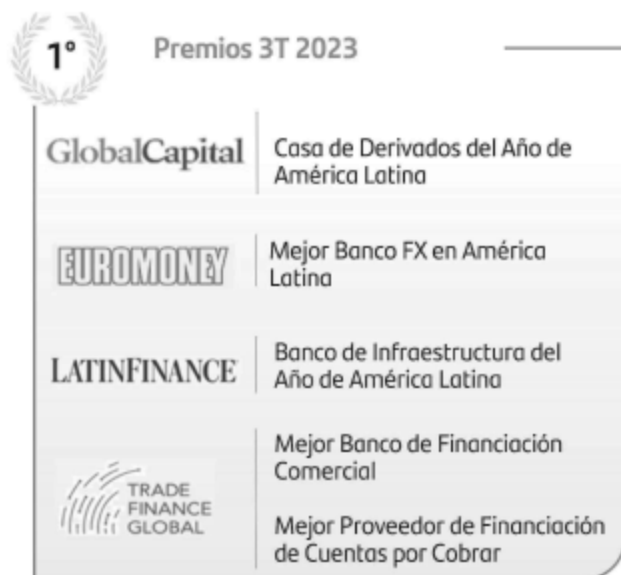 1°
Premios 3T 2023
GlobalCapital
Casa de Derivados del Año de
América Latina
EUROMONEY
Mejor Banco FX en América
Latina
LATINFINANCE
Banco de Infraestructura del
Año de América Latina
TRADE
FINANCE
GLOBAL
Mejor Banco de Financiación
Comercial
Mejor Proveedor de Financiación
de Cuentas por Cobrar